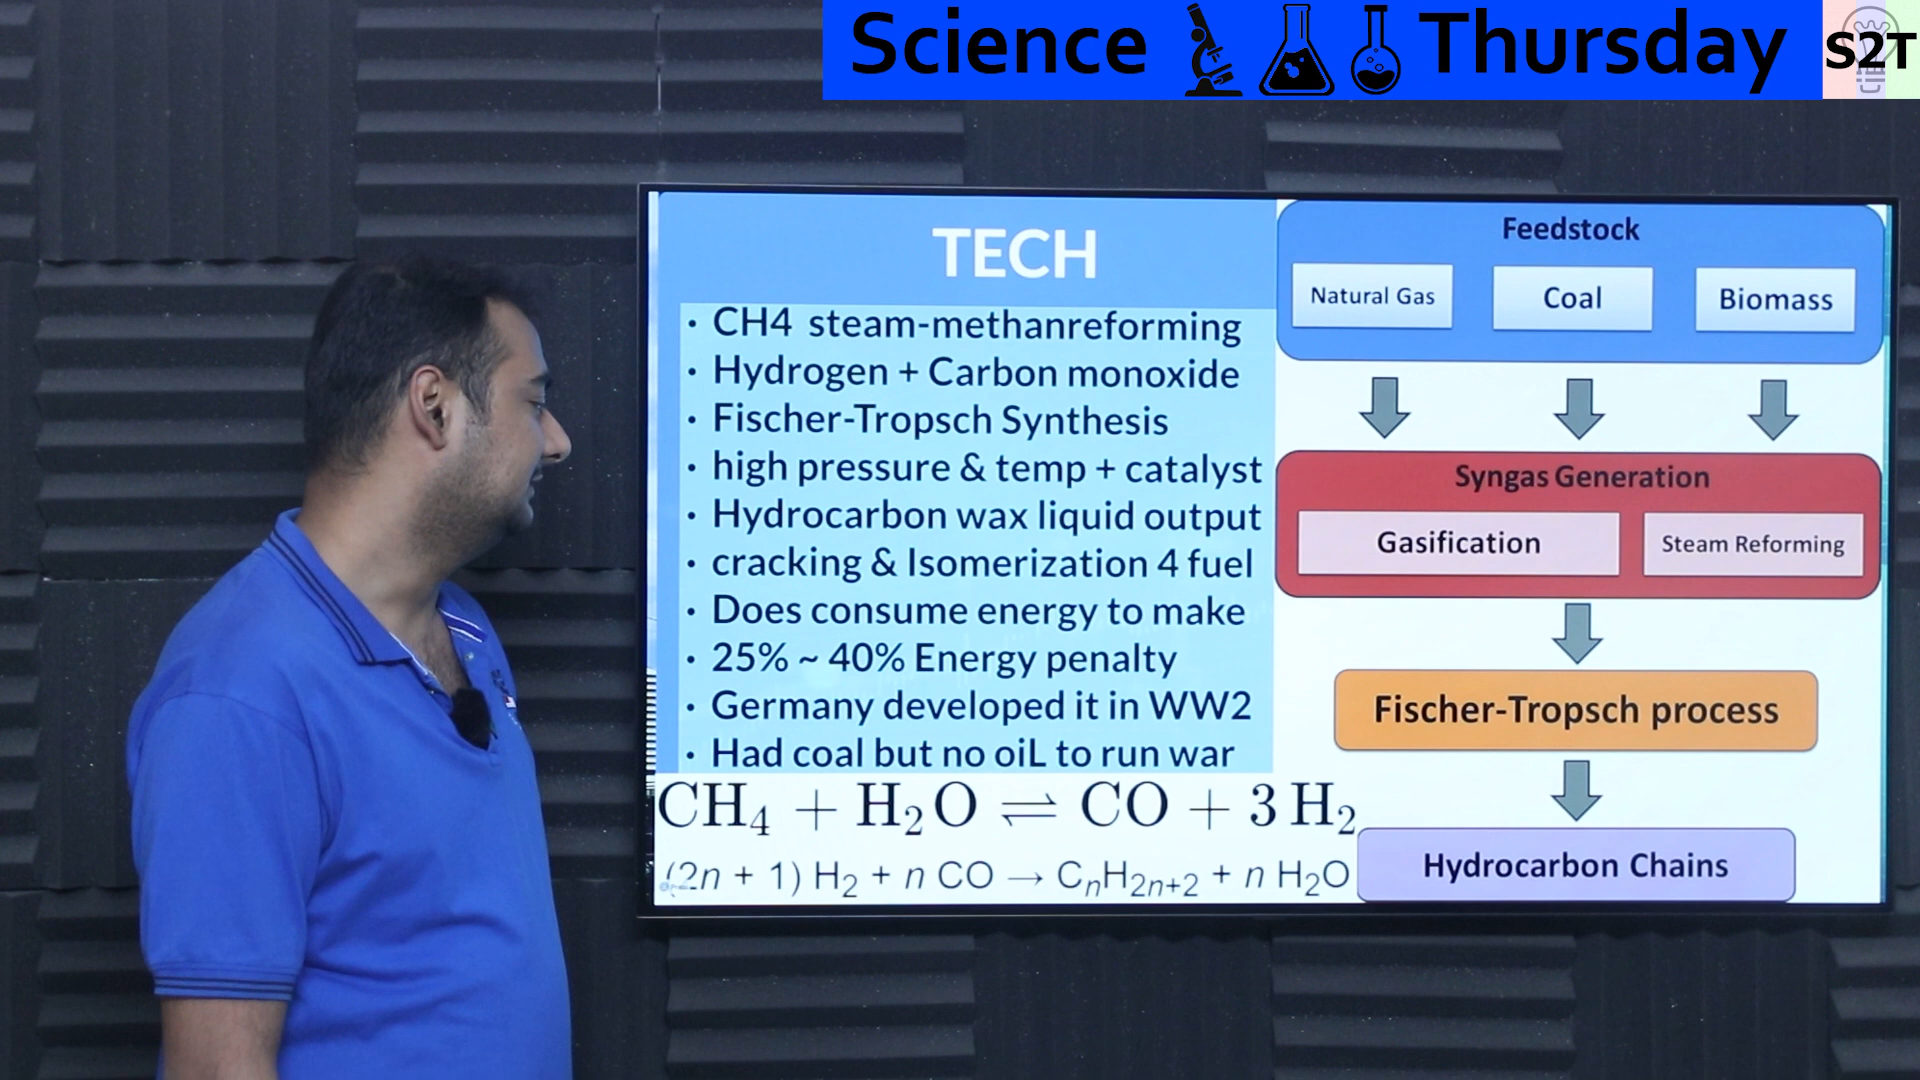 Science Thursday
S2T
TECH
• CH4 steam-methanreforming
• Hydrogen + Carbon monoxide
• Fischer-Tropsch Synthesis
• high pressure & temp + catalyst
• Hydrocarbon wax liquid output
• cracking & Isomerization 4 fuel
• Does consume energy to make
• 25% ~ 40% Energy penalty
• Germany developed it in WW2
• Had coal but no oiL to run war
CH₄ + H₂O ⇌ CO + 3 H₂
(2n + 1) H₂ + n CO → CₙH₂ₙ₊₂ + n H₂O
Feedstock
Natural Gas
Coal
Biomass
Syngas Generation
Gasification
Steam Reforming
Fischer-Tropsch process
Hydrocarbon Chains